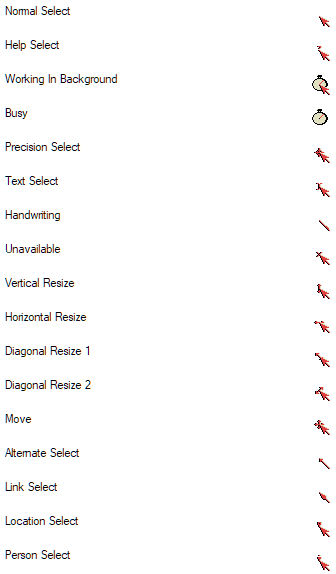 Normal Select
Help Select
Working In Background
Busy
Precision Select
Text Select
Handwriting
Unavailable
Vertical Resize
Horizontal Resize
Diagonal Resize 1
Diagonal Resize 2
Move
Alternate Select
Link Select
Location Select
Person Select